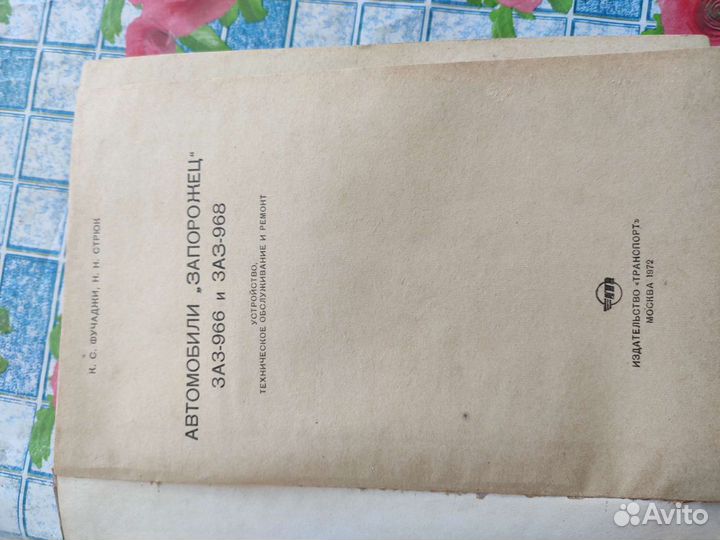 К. С. ФУЧАДЖИ, Н. Н. СТРЮК
АВТОМОБИЛИ „ЗАПОРОЖЕЦ“
ЗАЗ-966 и ЗАЗ-968
УСТРОЙСТВО,
ТЕХНИЧЕСКОЕ ОБСЛУЖИВАНИЕ И РЕМОНТ
ИЗДАТЕЛЬСТВО «ТРАНСПОРТ»
МОСКВА 1972
Avito